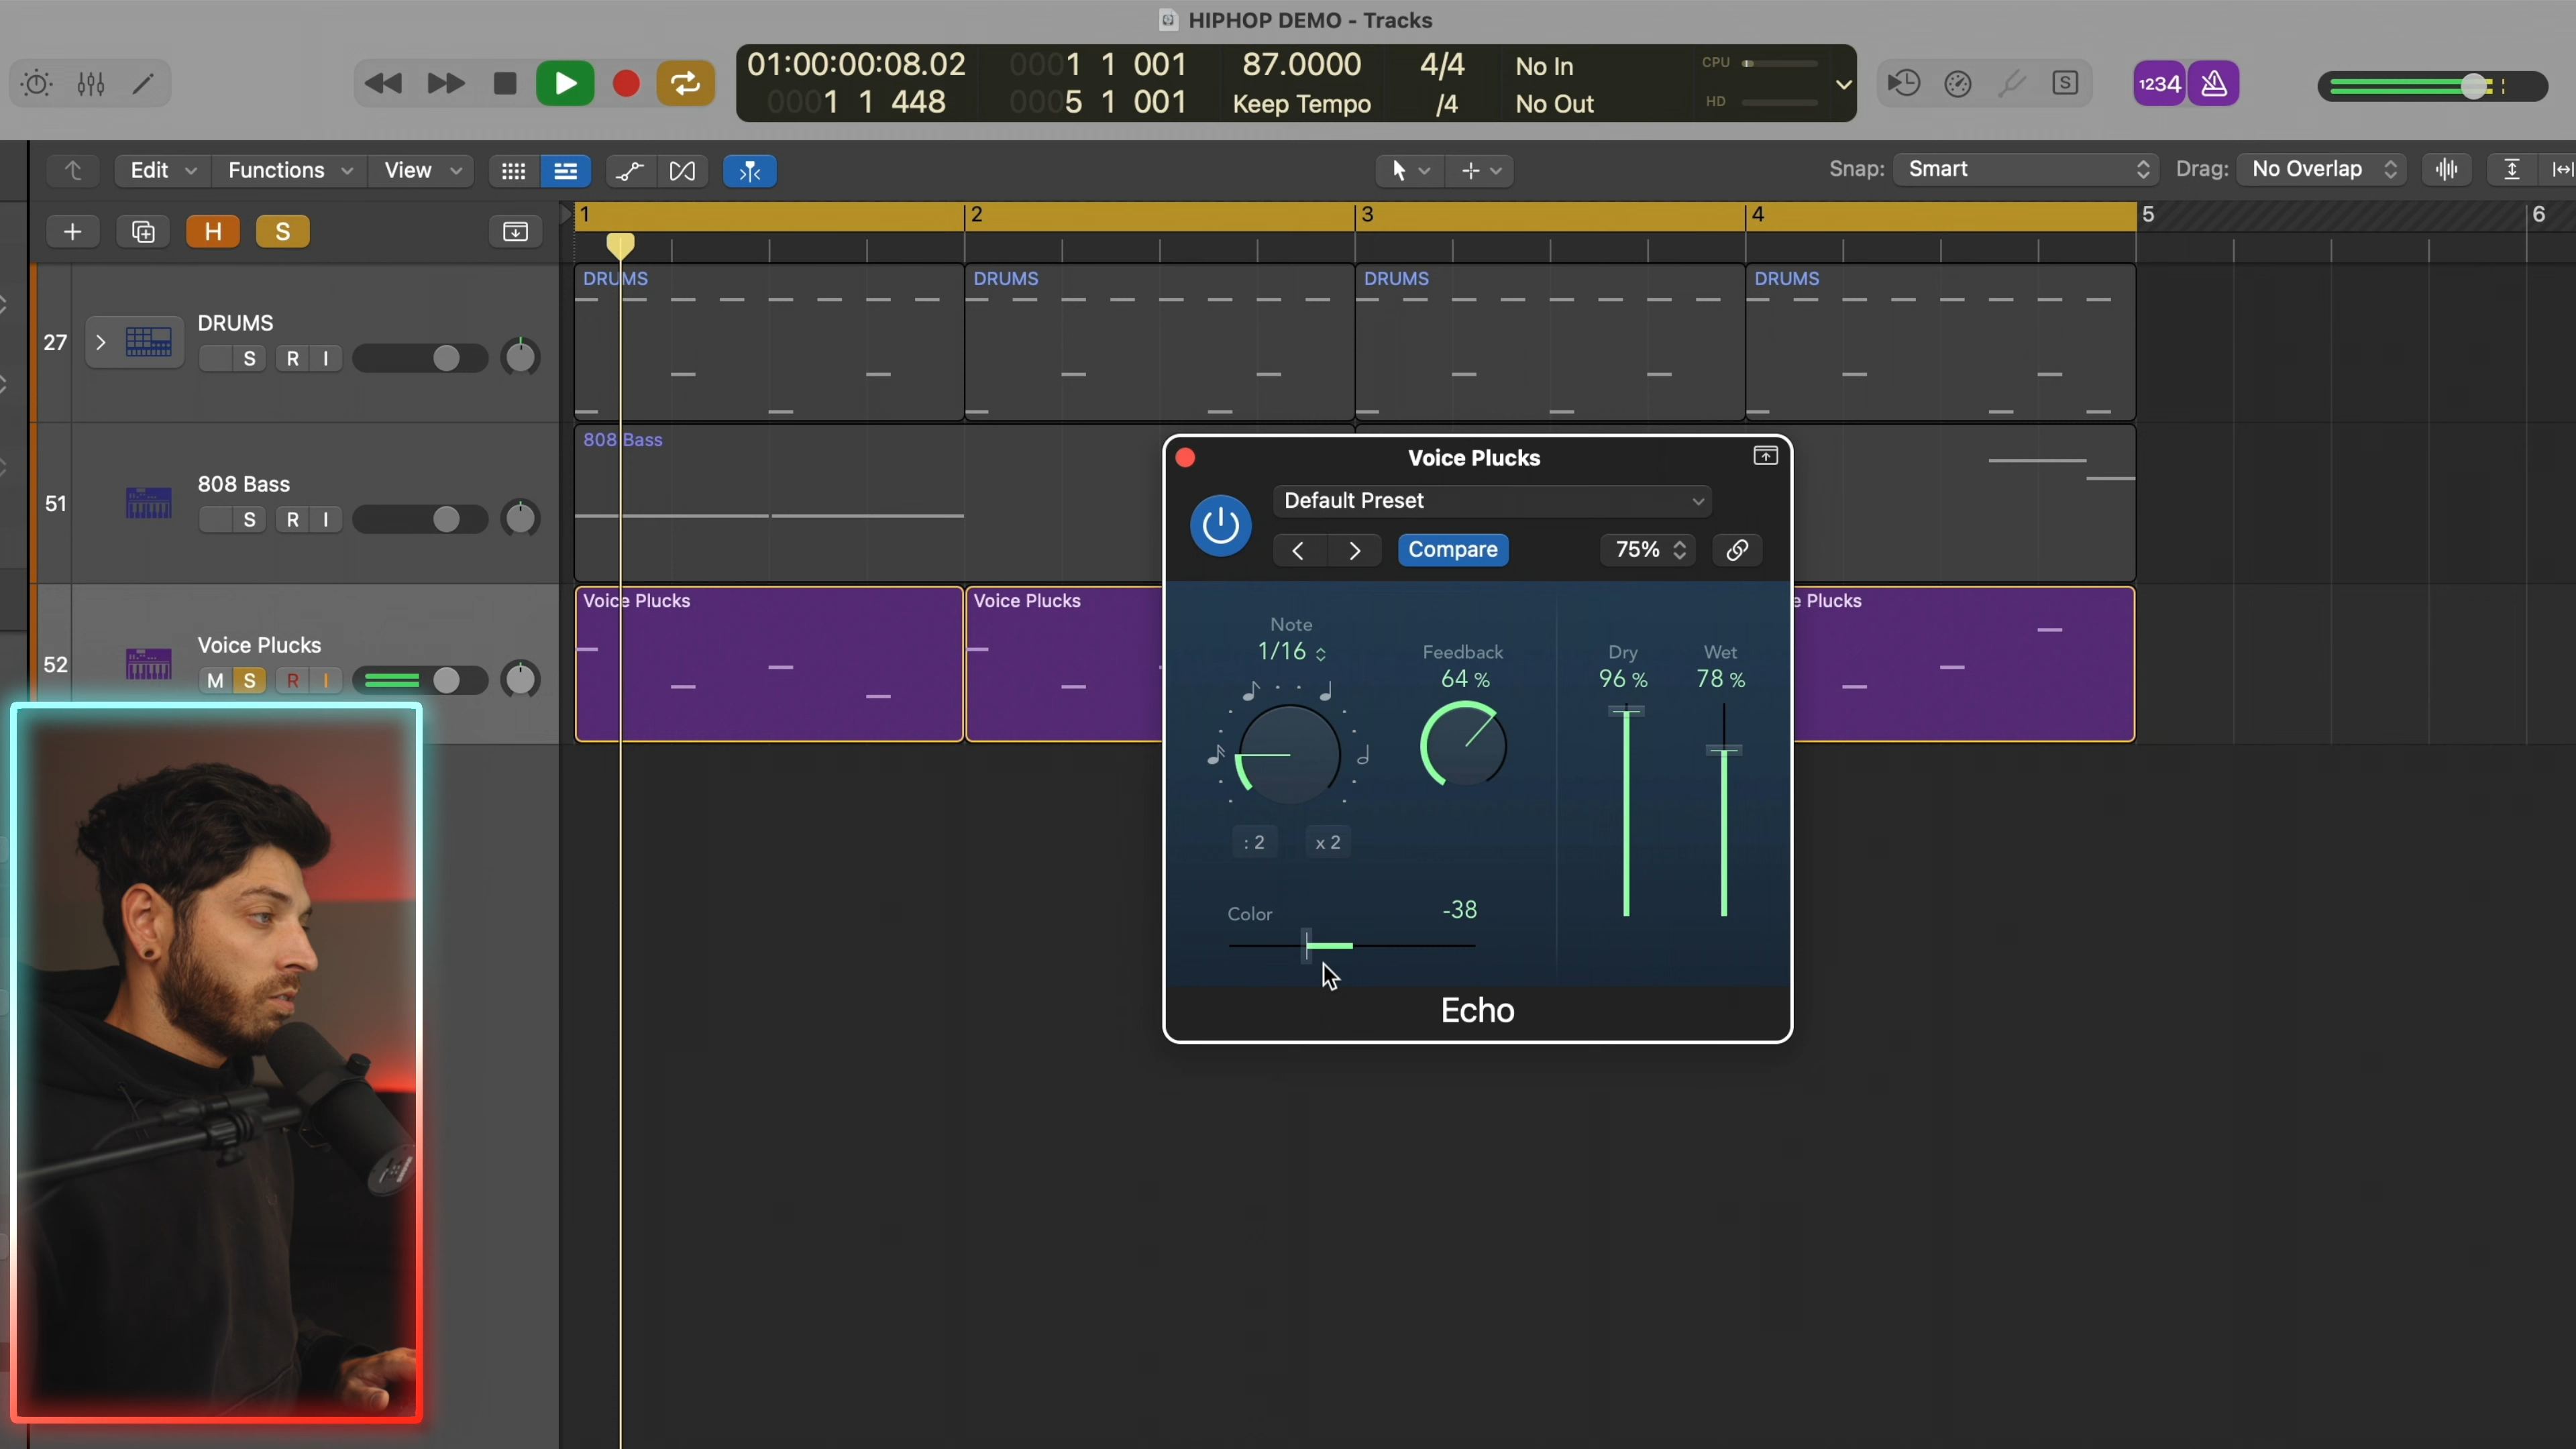 HIPHOP DEMO - Tracks
01:00:00:08.02 0001 1 001 87.0000 4/4 No In CPU
0001 1 448 0005 1 001 Keep Tempo /4 No Out HD
S 1234
Edit Functions View Snap: Smart Drag: No Overlap
H S
1 2 3 4 5 6
DRUMS DRUMS DRUMS DRUMS
27 DRUMS
S R I
808 Bass
51 808 Bass
S R I
Voice Plucks Voice Plucks e Plucks
52 Voice Plucks
M S R I
Voice Plucks
Default Preset
Compare 75%
Note
1/16
Feedback
64 %
Dry Wet
96 % 78 %
: 2 x 2
Color -38
Echo